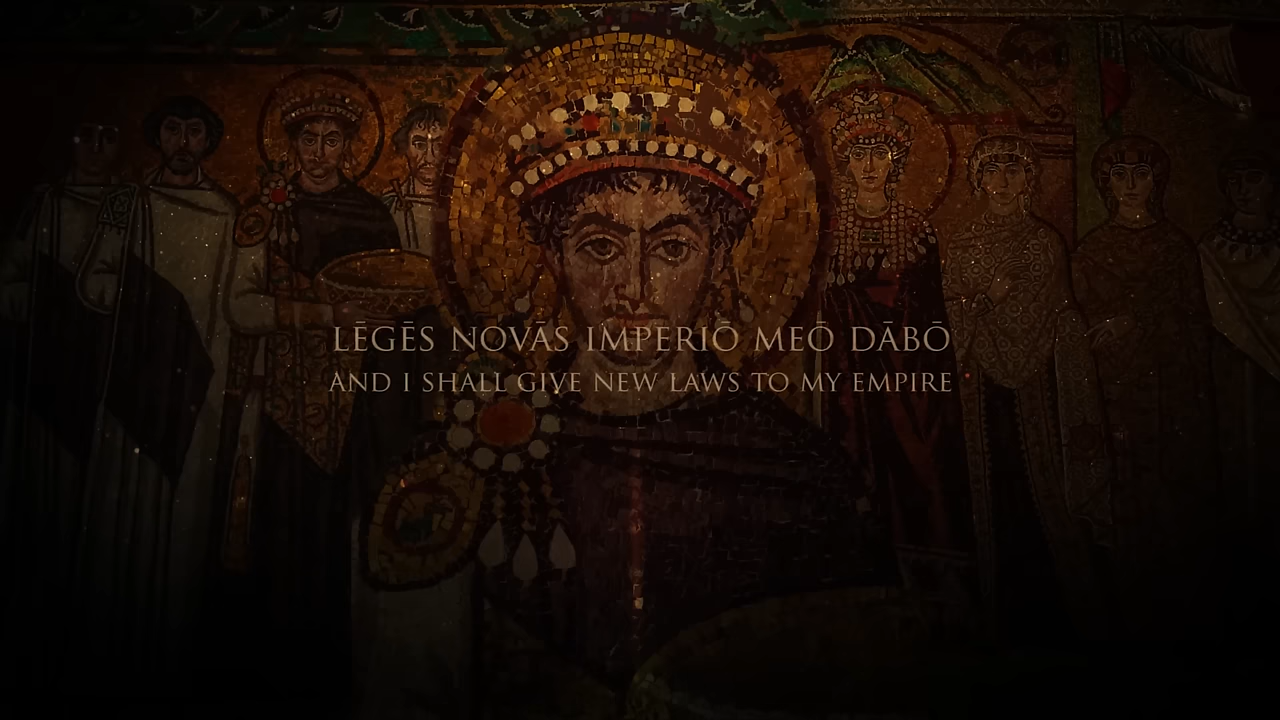 LĒGĒS NOVĀS IMPERIŌ MEŌ DĀBŌ
AND I SHALL GIVE NEW LAWS TO MY EMPIRE